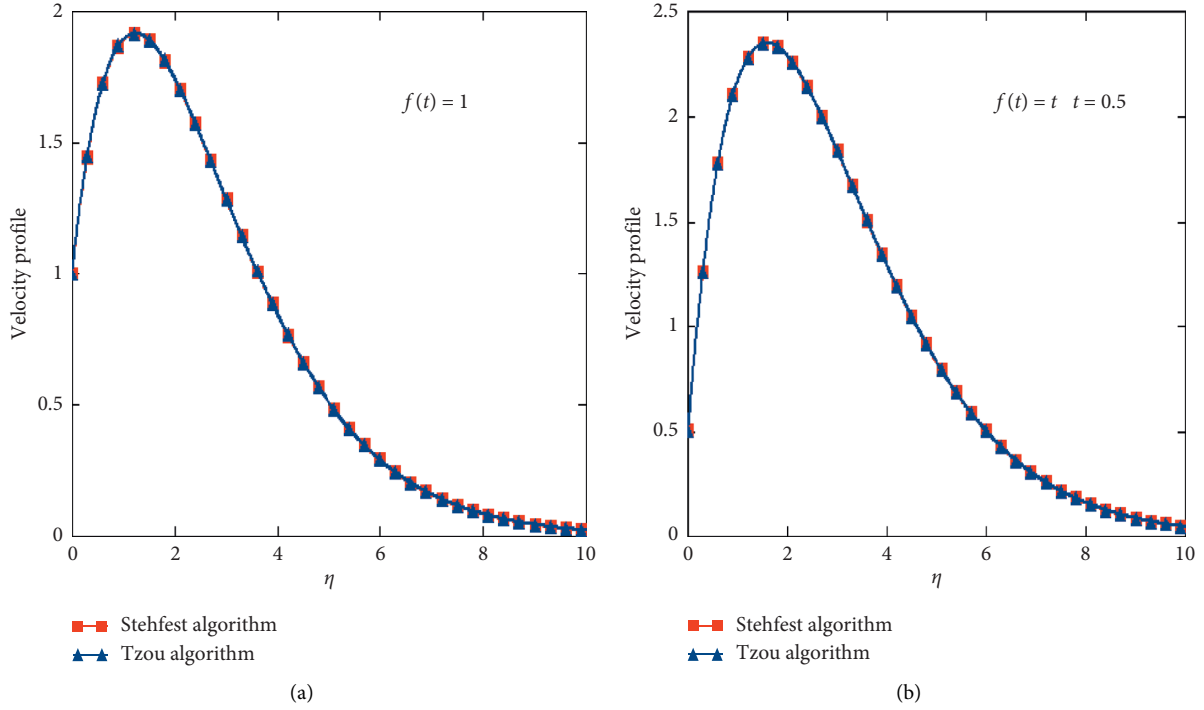 2
1.5
1
0.5
0
Velocity profile
f (t) = 1
0 2 4 6 8 10
η
Stehfest algorithm
Tzou algorithm
(a)
2.5
2
1.5
1
0.5
0
Velocity profile
f (t) = t t = 0.5
0 2 4 6 8 10
η
Stehfest algorithm
Tzou algorithm
(b)